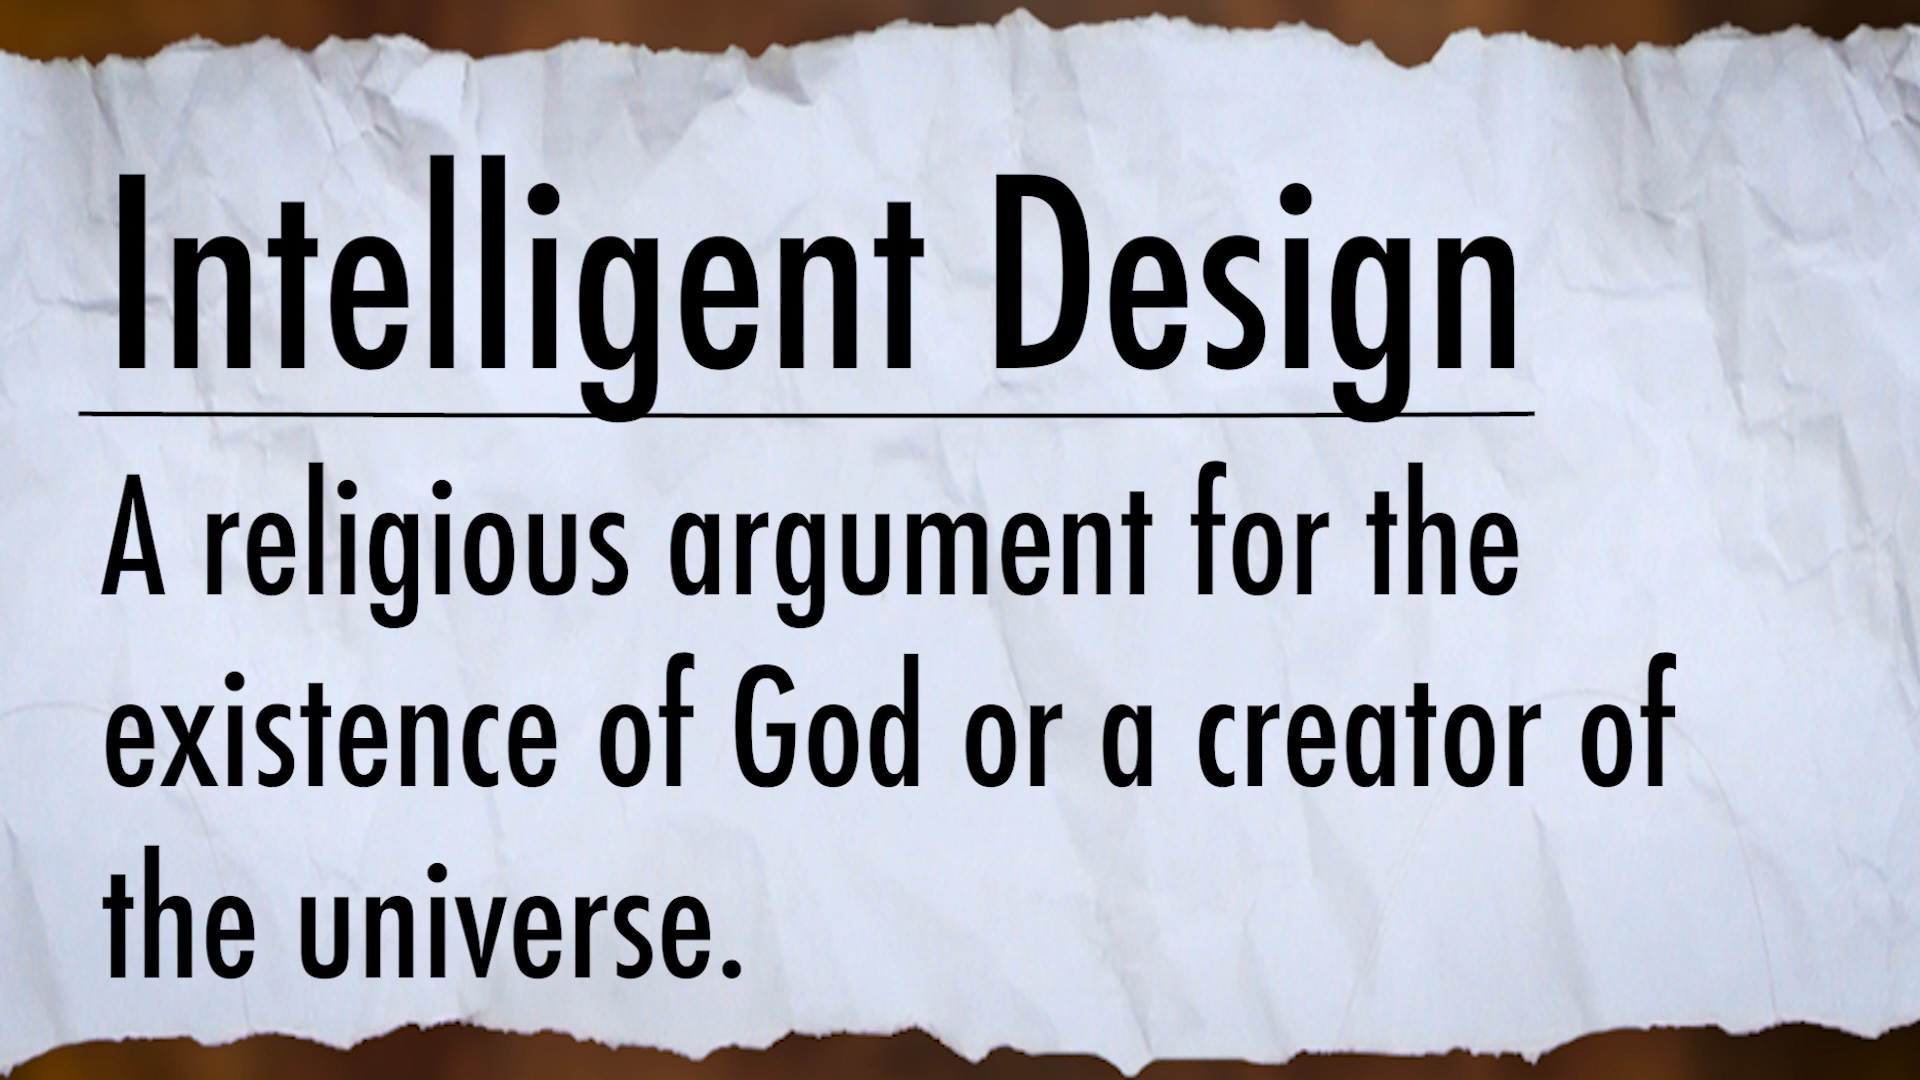 Intelligent Design
A religious argument for the
existence of God or a creator of
the universe.